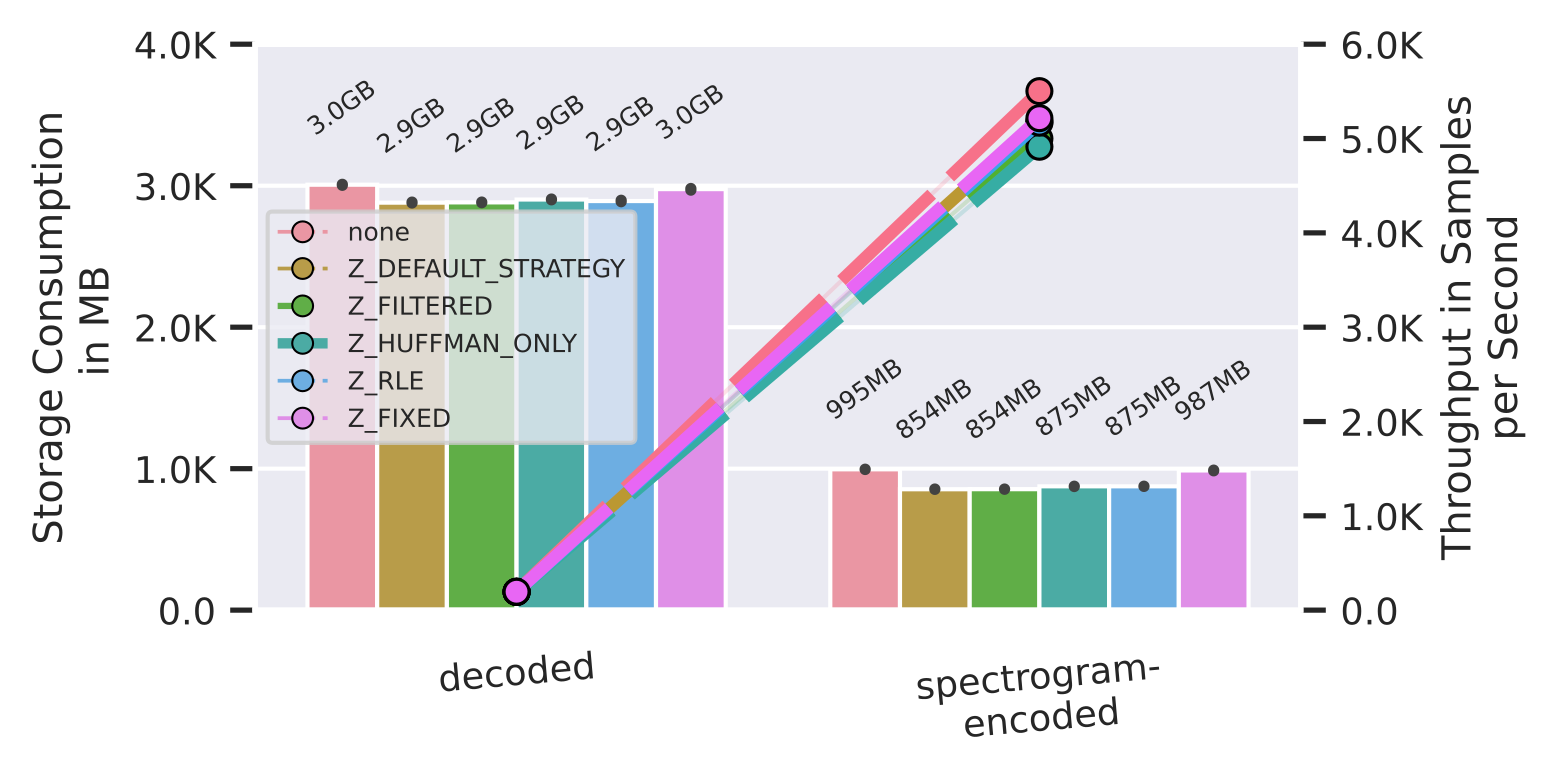 4.0K
3.0K
2.0K
1.0K
0.0
Storage Consumption
in MB
3.0GB
2.9GB
2.9GB
2.9GB
2.9GB
3.0GB
none
Z_DEFAULT_STRATEGY
Z_FILTERED
Z_HUFFMAN_ONLY
Z_RLE
Z_FIXED
995MB
854MB
854MB
875MB
875MB
987MB
6.0K
5.0K
4.0K
3.0K
2.0K
1.0K
0.0
Throughput in Samples
per Second
decoded
spectrogram-
encoded